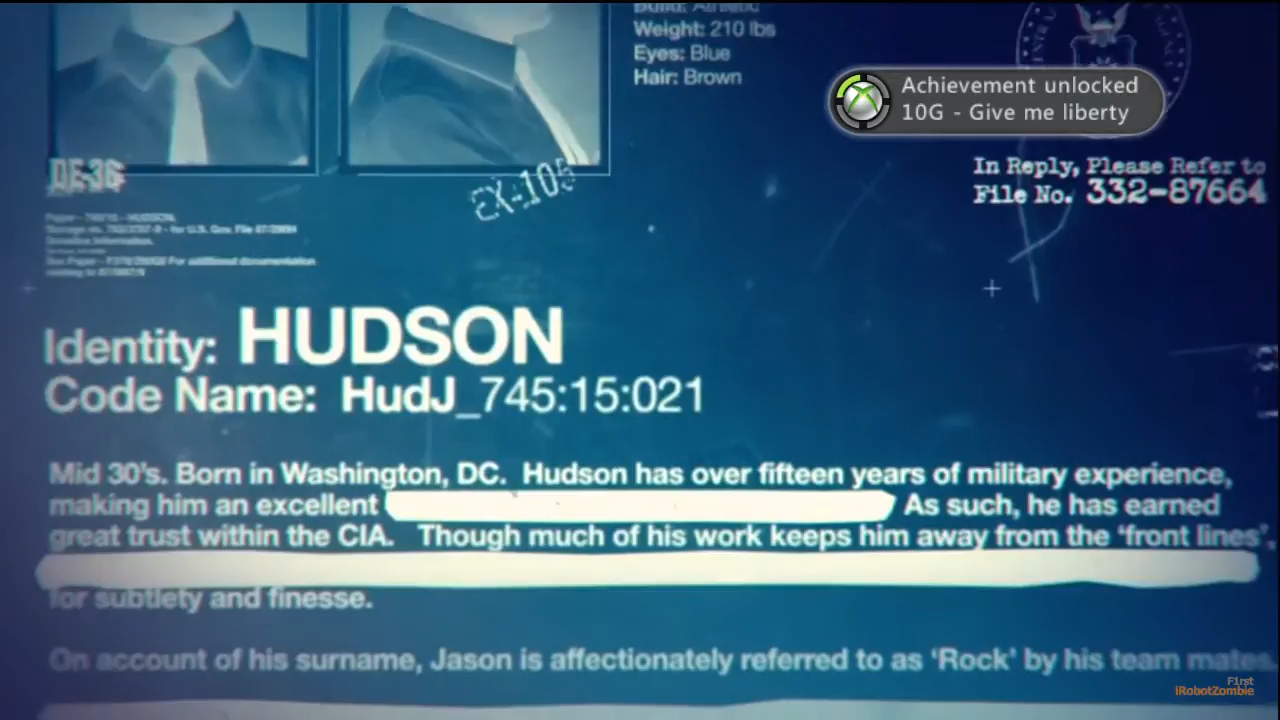 Build: Athletic
Weight: 210 lbs
Eyes: Blue
Hair: Brown
Achievement unlocked
10G - Give me liberty
DE-36
EX-105
In Reply, Please Refer to
File No. 332-87664
Identity: HUDSON
Code Name: HudJ_745:15:021
Mid 30's. Born in Washington, DC. Hudson has over fifteen years of military experience,
making him an excellent As such, he has earned
great trust within the CIA. Though much of his work keeps him away from the 'front lines',
for subtlety and finesse.
On account of his surname, Jason is affectionately referred to as 'Rock' by his team mates.
F1rst
iRobotZombie